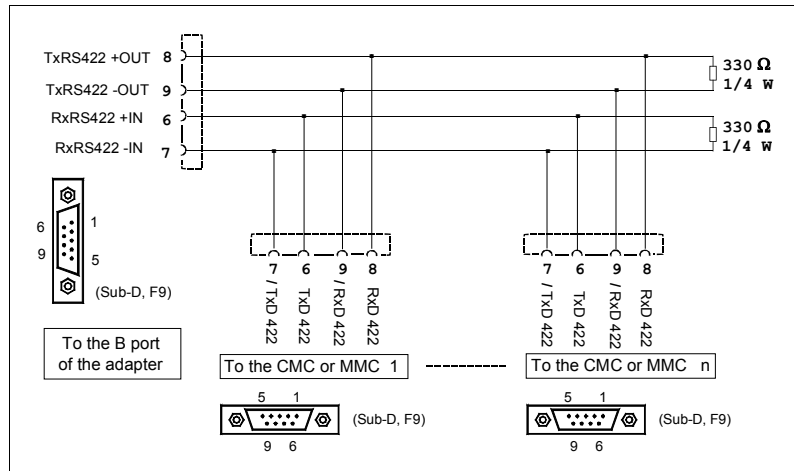 TxRS422 +OUT 8
TxRS422 -OUT 9
RxRS422 +IN 6
RxRS422 -IN 7
330 Ω
1/4 W
330 Ω
1/4 W
6 1
9 5
(Sub-D, F9)
To the B port
of the adapter
7 6 9 8
/ TxD 422
TxD 422
/ RxD 422
RxD 422
To the CMC or MMC 1
5 1
(Sub-D, F9)
9 6
7 6 9 8
/ TxD 422
TxD 422
/ RxD 422
RxD 422
To the CMC or MMC n
5 1
(Sub-D, F9)
9 6